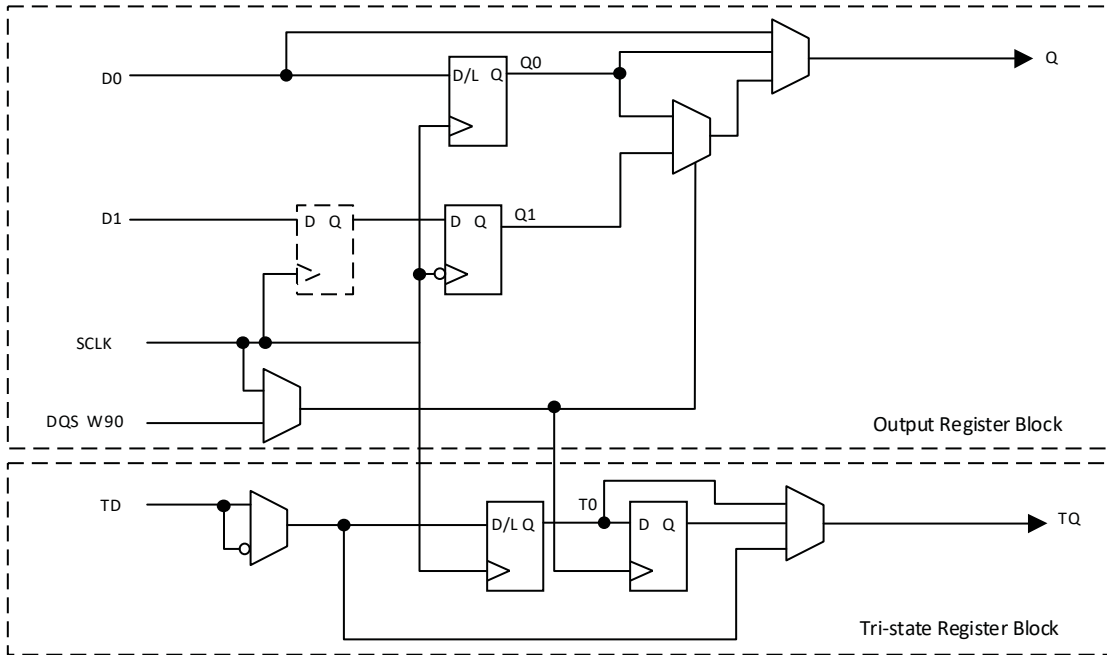 D0
D/L Q
Q0
Q
D1
D Q
D Q
Q1
SCLK
DQS W90
Output Register Block
TD
D/L Q
T0
D Q
TQ
Tri-state Register Block